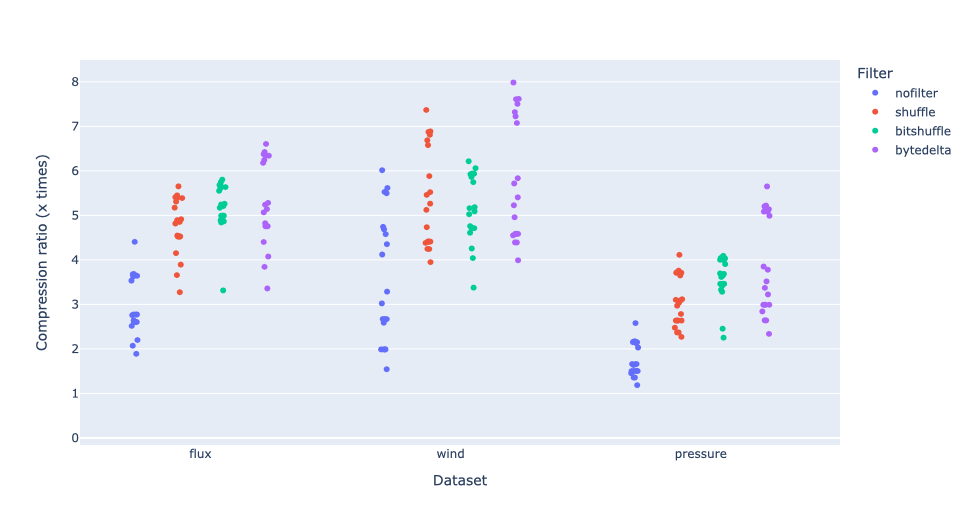 Filter
nofilter
shuffle
bitshuffle
bytedelta
Compression ratio (x times)
8
7
6
5
4
3
2
1
0
flux wind pressure
Dataset